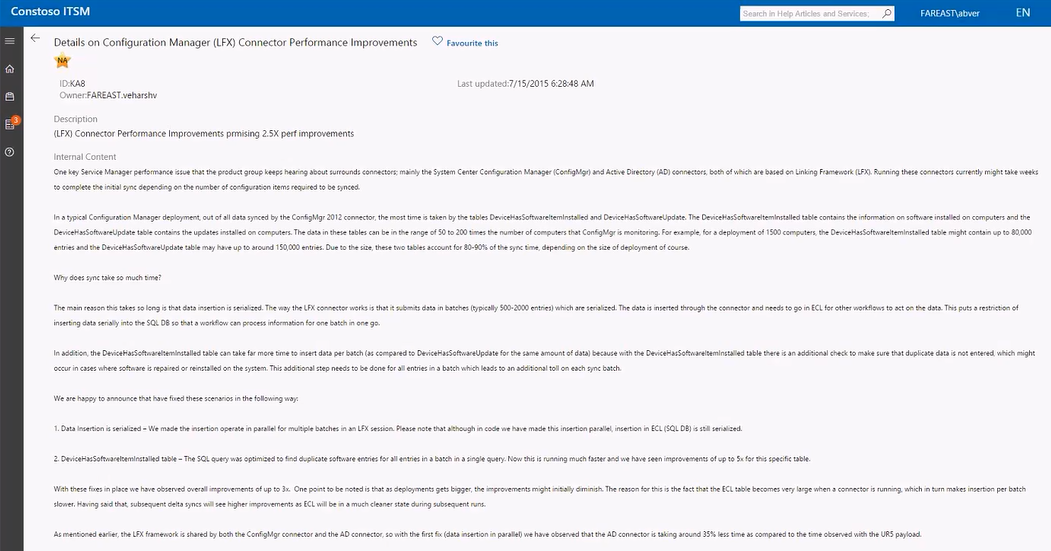 Constoso ITSM
Search in Help Articles and Services;
FAREAST\abver
EN
Details on Configuration Manager (LFX) Connector Performance Improvements
Favourite this
NA
3
ID:KA8
Last updated:7/15/2015 6:28:48 AM
Owner:FAREAST.veharshv
Description
(LFX) Connector Performance Improvements prmising 2.5X perf improvements
Internal Content
One key Service Manager performance issue that the product group keeps hearing about surrounds connectors; mainly the System Center Configuration Manager (ConfigMgr) and Active Directory (AD) connectors, both of which are based on Linking Framework (LFX). Running these connectors currently might take weeks
to complete the initial sync depending on the number of configuration items required to be synced.
In a typical Configuration Manager deployment, out of all data synced by the ConfigMgr 2012 connector, the most time is taken by the tables DeviceHasSoftwareItemInstalled and DeviceHasSoftwareUpdate. The DeviceHasSoftwareItemInstalled table contains the information on software installed on computers and the
DeviceHasSoftwareUpdate table contains the updates installed on computers. The data in these tables can be in the range of 50 to 200 times the number of computers that ConfigMgr is monitoring. For example, for a deployment of 1500 computers, the DeviceHasSoftwareItemInstalled table might contain up to 80,000
entries and the DeviceHasSoftwareUpdate table may have up to around 150,000 entries. Due to the size, these two tables account for 80-90% of the sync time, depending on the size of deployment of course.
Why does sync take so much time?
The main reason this takes so long is that data insertion is serialized. The way the LFX connector works is that it submits data in batches (typically 500-2000 entries) which are serialized. The data is inserted through the connector and needs to go in ECL for other workflows to act on the data. This puts a restriction of
inserting data serially into the SQL DB so that a workflow can process information for one batch in one go.
In addition, the DeviceHasSoftwareItemInstalled table can take far more time to insert data per batch (as compared to DeviceHasSoftwareUpdate for the same amount of data) because with the DeviceHasSoftwareItemInstalled table there is an additional check to make sure that duplicate data is not entered, which might
occur in cases where software is repaired or reinstalled on the system. This additional step needs to be done for all entries in a batch which leads to an additional toll on each sync batch.
We are happy to announce that have fixed these scenarios in the following way:
1. Data Insertion is serialized – We made the insertion operate in parallel for multiple batches in an LFX session. Please note that although in code we have made this insertion parallel, insertion in ECL (SQL DB) is still serialized.
2. DeviceHasSoftwareItemInstalled table – The SQL query was optimized to find duplicate software entries for all entries in a batch in a single query. Now this is running much faster and we have seen improvements of up to 5x for this specific table.
With these fixes in place we have observed overall improvements of up to 3x. One point to be noted is that as deployments gets bigger, the improvements might initially diminish. The reason for this is the fact that the ECL table becomes very large when a connector is running, which in turn makes insertion per batch
slower. Having said that, subsequent delta syncs will see higher improvements as ECL will be in a much cleaner state during subsequent runs.
As mentioned earlier, the LFX framework is shared by both the ConfigMgr connector and the AD connector, so with the first fix (data insertion in parallel) we have observed that the AD connector is taking around 35% less time as compared to the time observed with the UR5 payload.